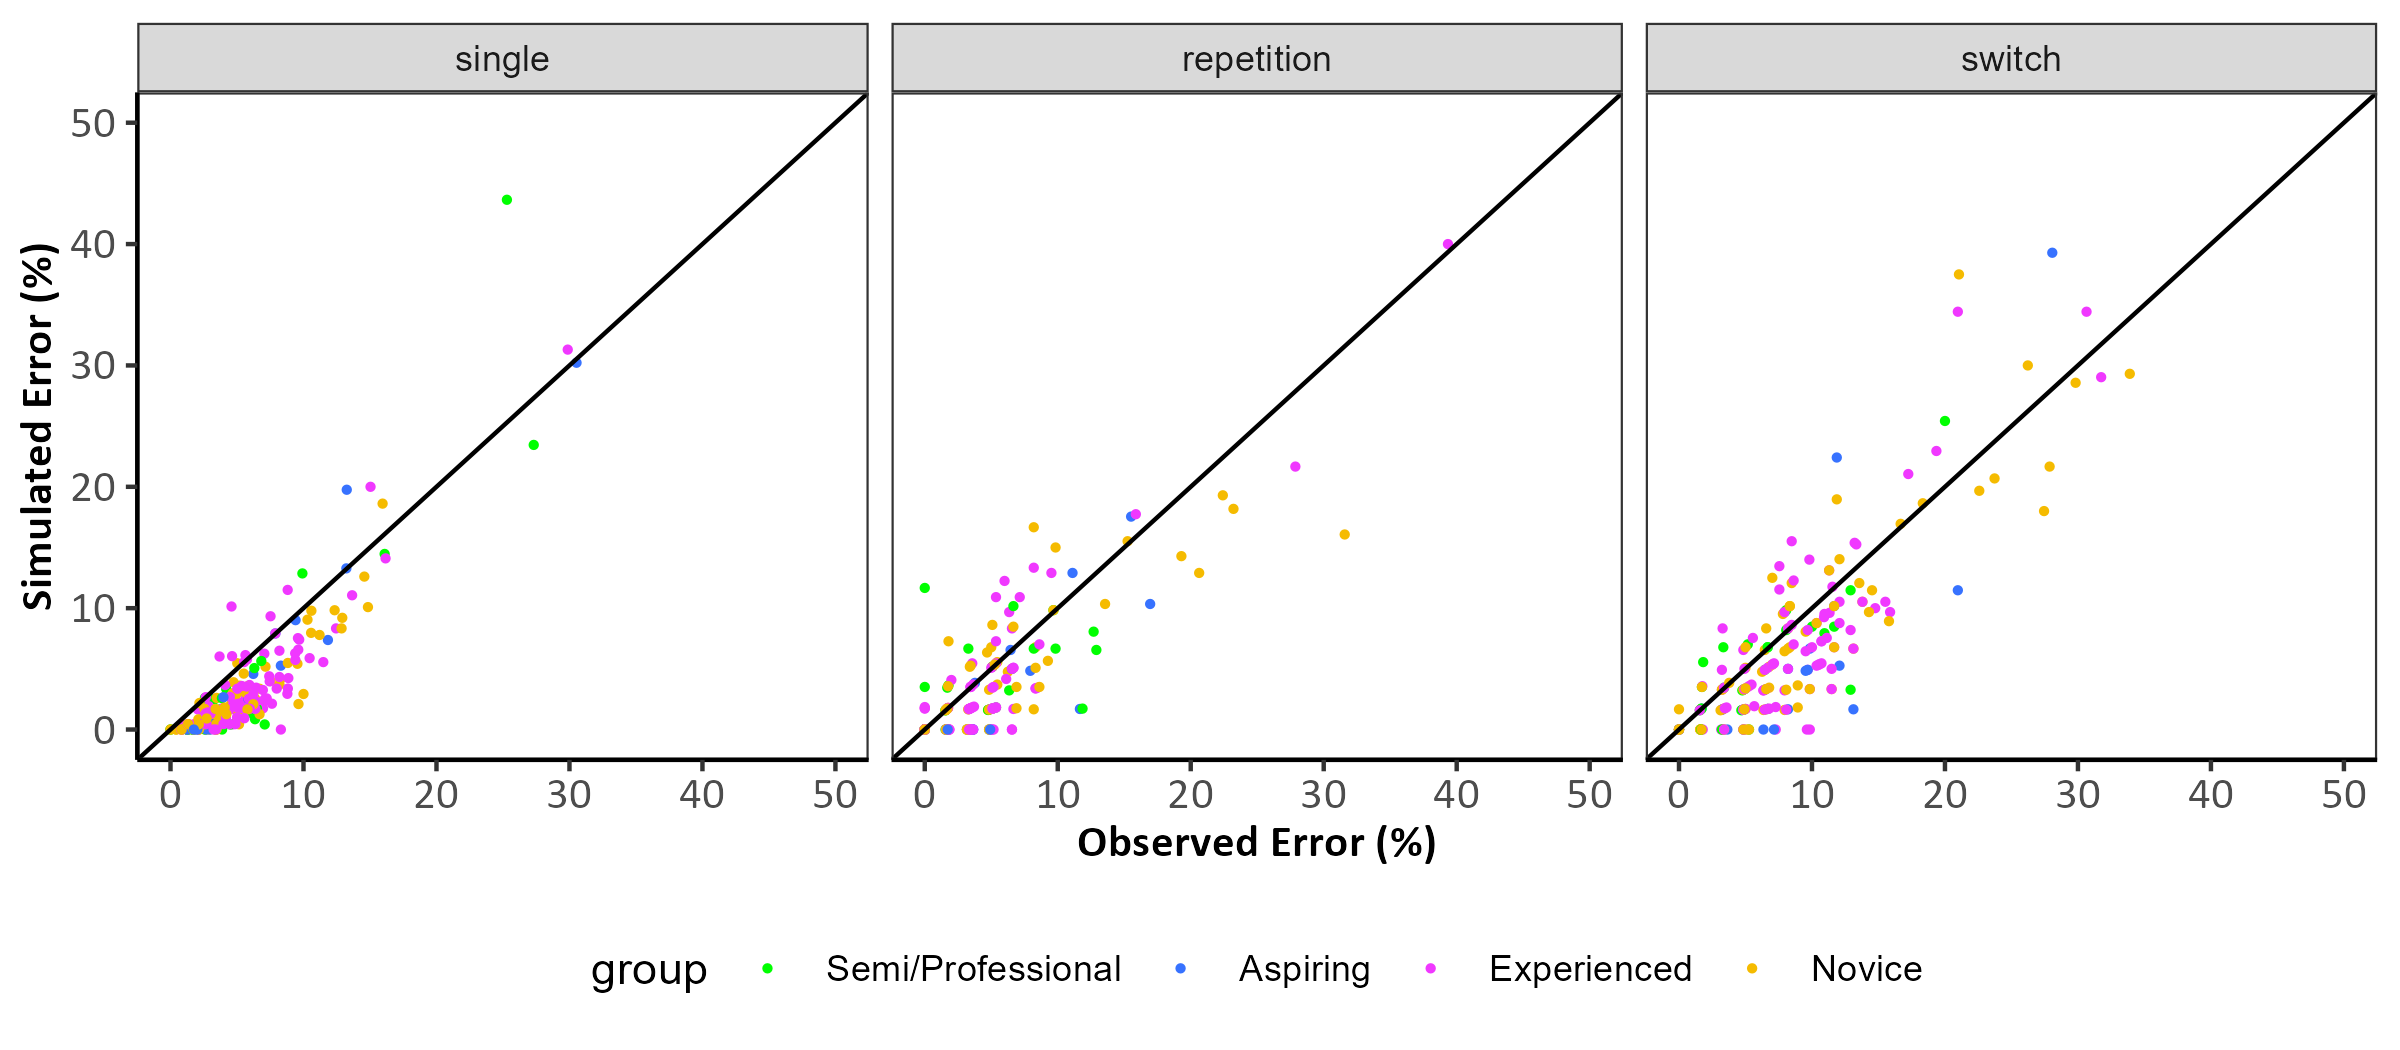 single repetition switch
Simulated Error (%)
50
40
30
20
10
0
0 10 20 30 40 50 0 10 20 30 40 50 0 10 20 30 40 50
Observed Error (%)
group Semi/Professional Aspiring Experienced Novice